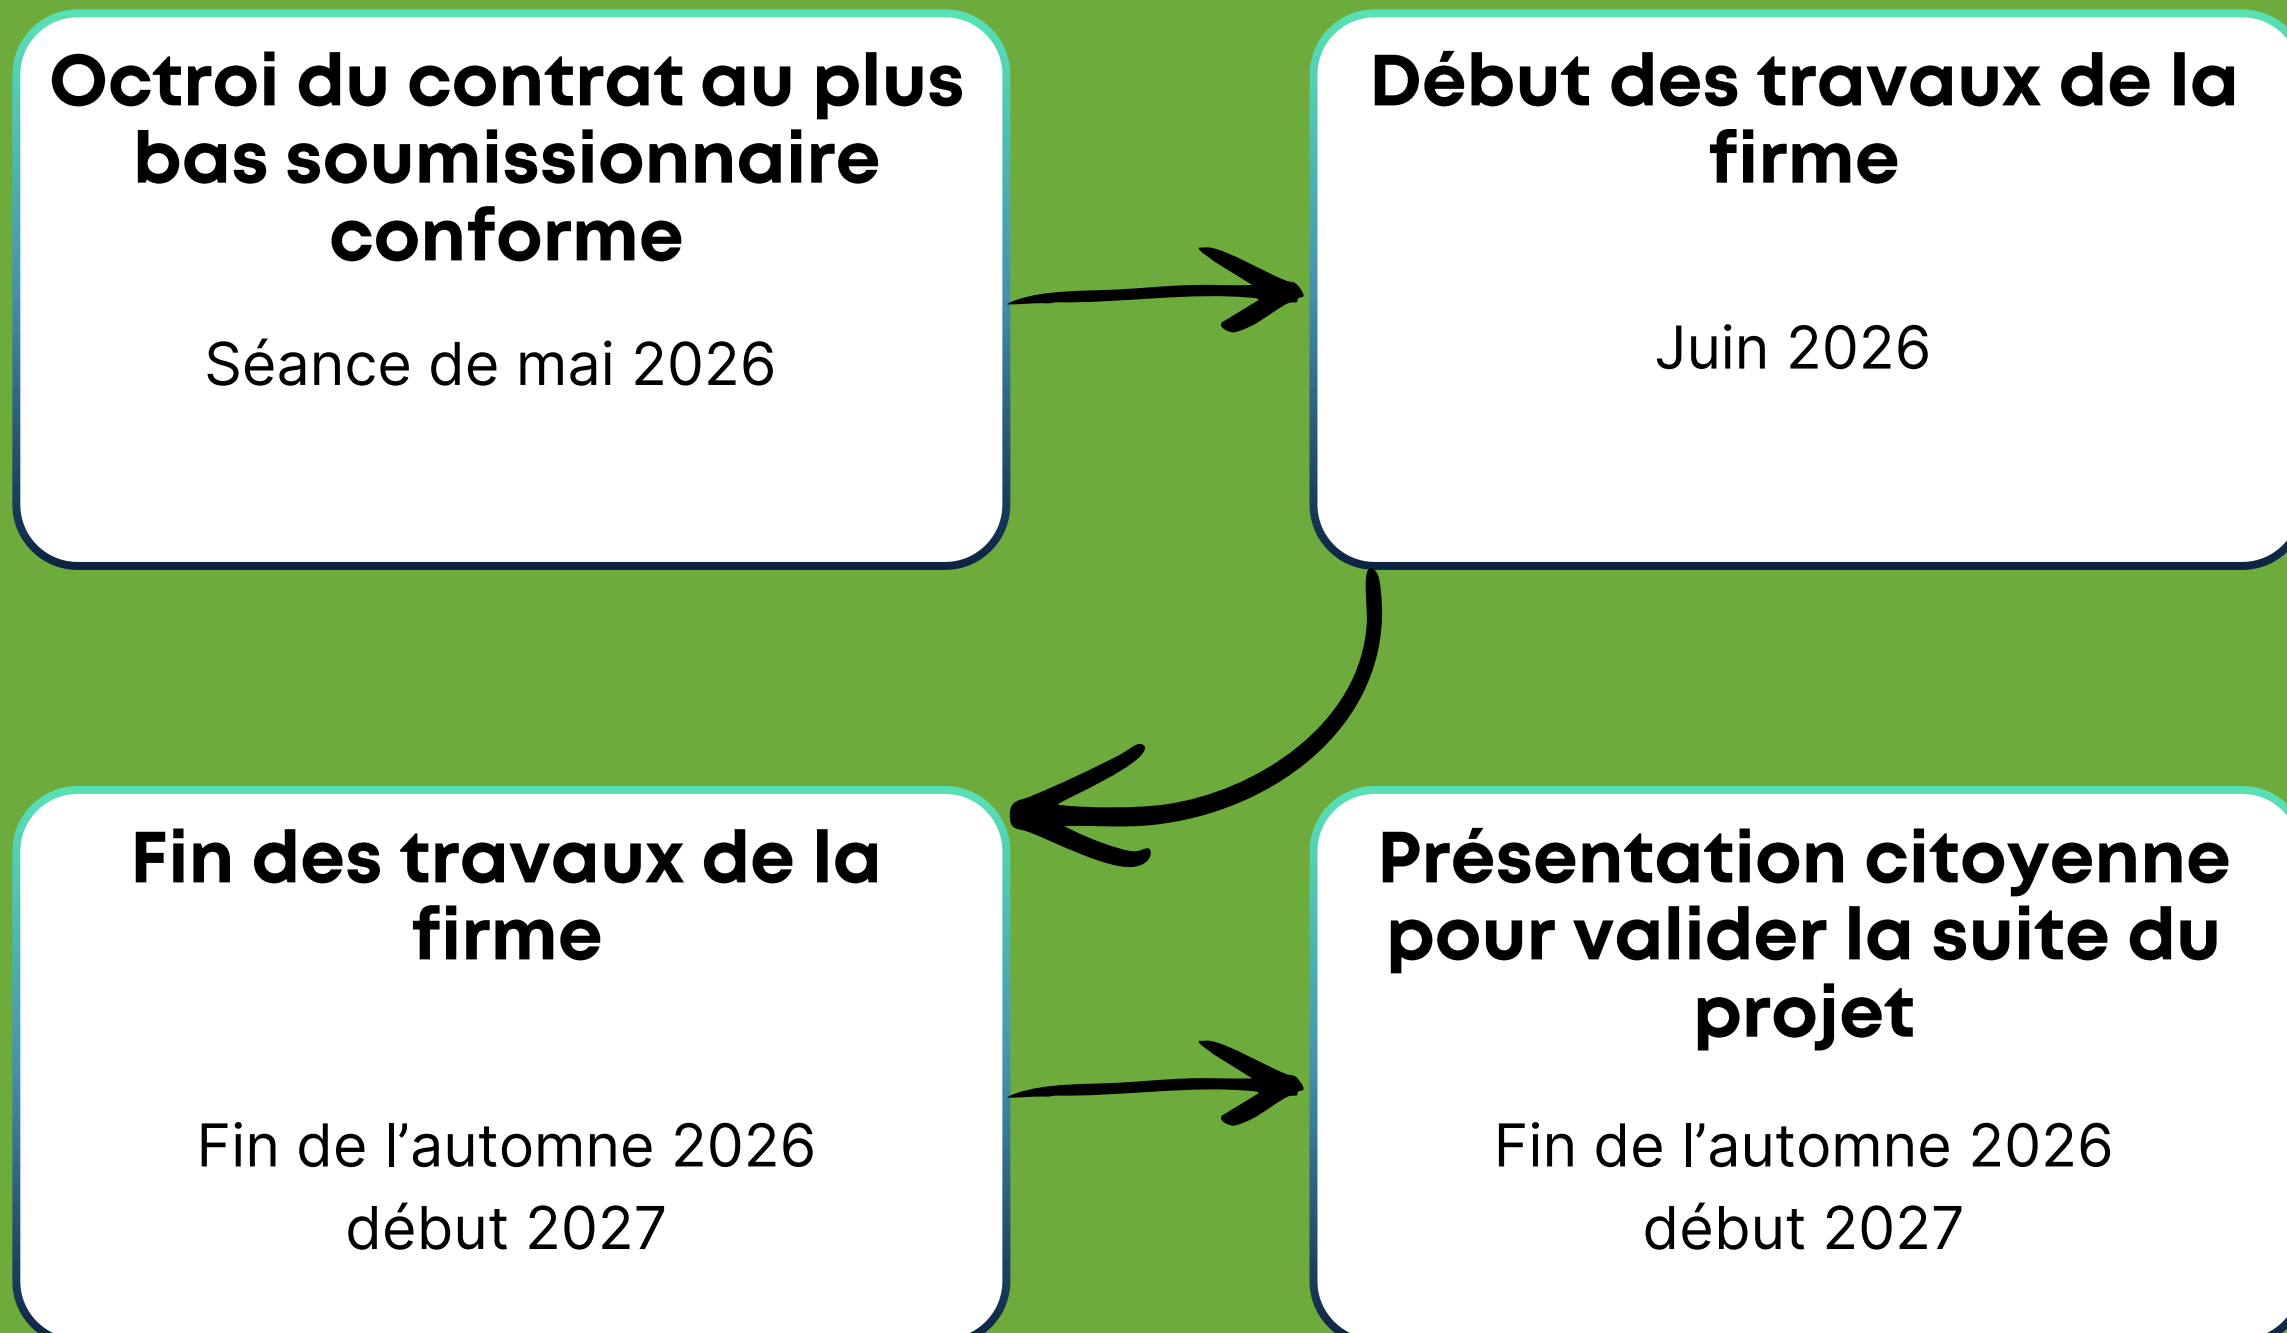 Octroi du contrat au plus
bas soumissionnaire
conforme
Séance de mai 2026
Début des travaux de la
firme
Juin 2026
Fin des travaux de la
firme
Fin de l’automne 2026
début 2027
Présentation citoyenne
pour valider la suite du
projet
Fin de l’automne 2026
début 2027